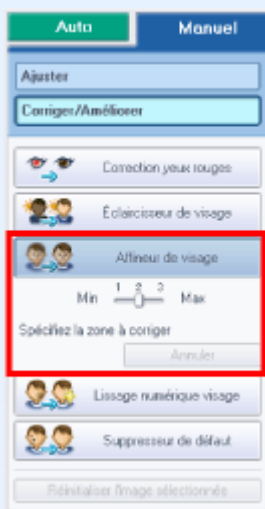 Auto Manuel
Ajuster
Corriger/Améliorer
Correction yeux rouges
Éclaircisseur de visage
Affineur de visage
1 2 3
Min Max
Spécifiez la zone à corriger
Annuler
Lissage numérique visage
Suppresseur de défaut
Réinitialiser l'image sélectionnée